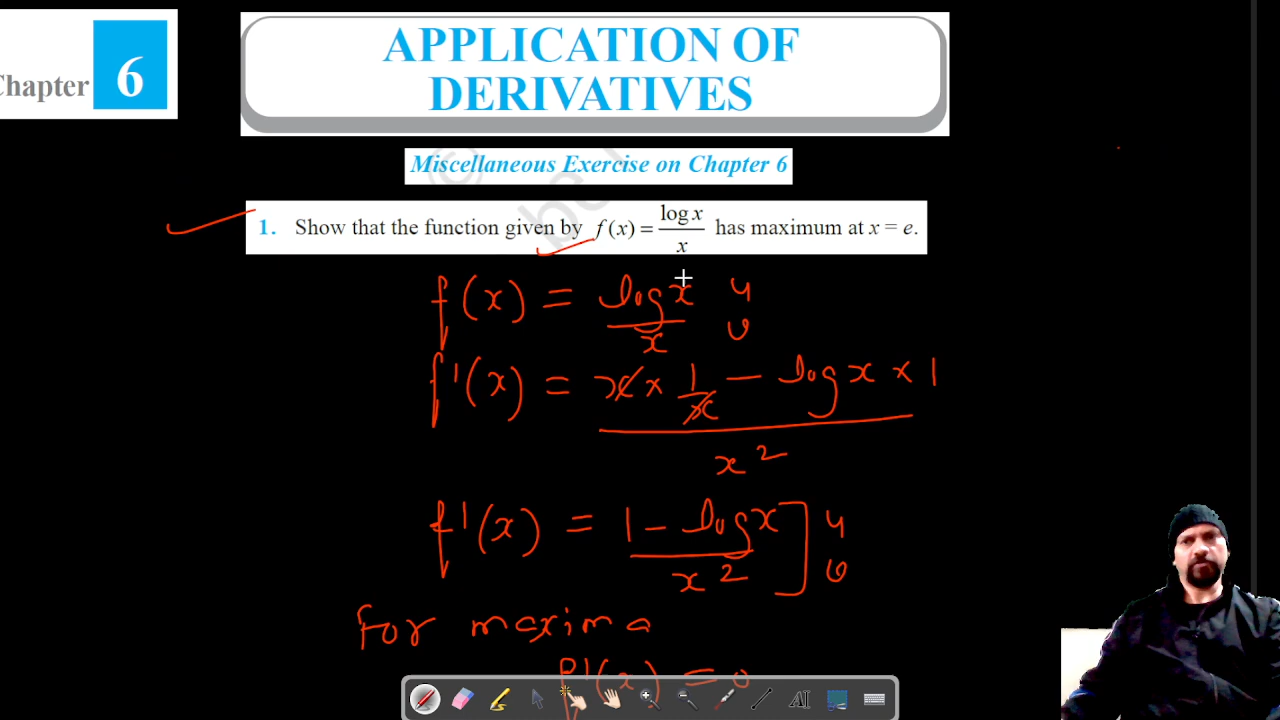 Chapter 6
APPLICATION OF
DERIVATIVES
Miscellaneous Exercise on Chapter 6
1. Show that the function given by f(x) = log x / x has maximum at x = e.
f(x) = log x / x u v
f'(x) = x × 1/x − log x × 1 / x²
f'(x) = 1 − log x / x² ] u v
For maxima
f'(x) = 0
AI